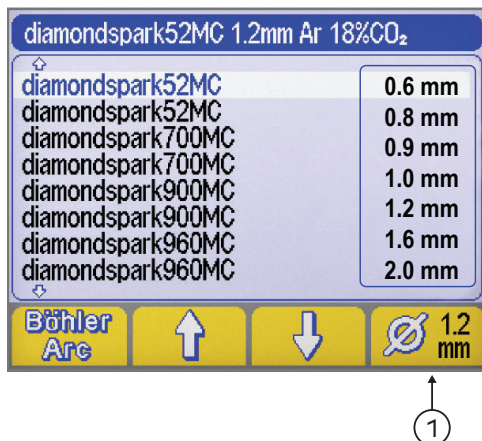 diamondspark52MC 1.2mm Ar 18%CO₂
diamondspark52MC
diamondspark52MC
diamondspark700MC
diamondspark700MC
diamondspark900MC
diamondspark900MC
diamondspark960MC
diamondspark960MC
0.6 mm
0.8 mm
0.9 mm
1.0 mm
1.2 mm
1.6 mm
2.0 mm
Böhler
Arc
Ø 1.2
mm
1